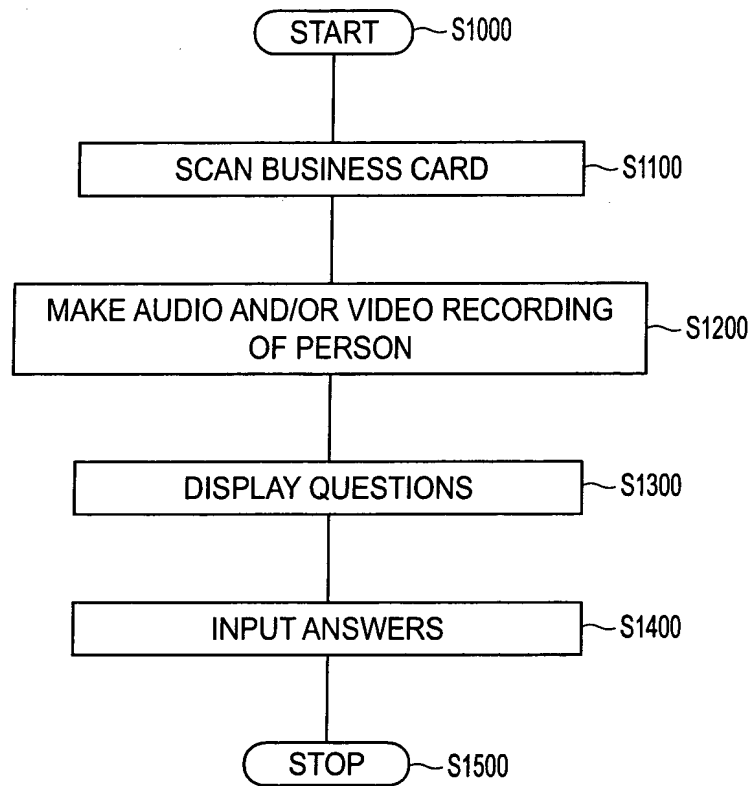 START S1000
SCAN BUSINESS CARD S1100
MAKE AUDIO AND/OR VIDEO RECORDING
OF PERSON S1200
DISPLAY QUESTIONS S1300
INPUT ANSWERS S1400
STOP S1500